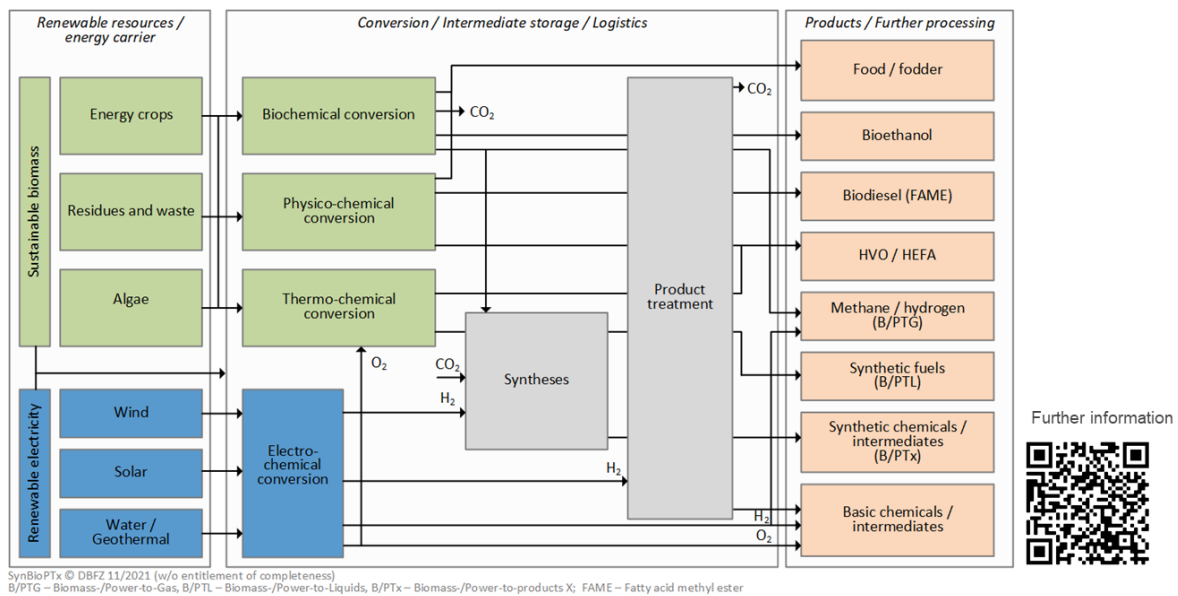 Renewable resources /
energy carrier
Conversion / Intermediate storage / Logistics
Products / Further processing
Sustainable biomass
Energy crops
Residues and waste
Algae
Renewable electricity
Wind
Solar
Water /
Geothermal
Biochemical conversion
CO₂
Physico-chemical
conversion
Thermo-chemical
conversion
O₂
CO₂
H₂
Syntheses
Electro-
chemical
conversion
H₂
Product
treatment
CO₂
H₂
O₂
Food / fodder
Bioethanol
Biodiesel (FAME)
HVO / HEFA
Methane / hydrogen
(B/PTG)
Synthetic fuels
(B/PTL)
Synthetic chemicals /
intermediates
(B/PTx)
Basic chemicals /
intermediates
Further information
SynBioPTx © DBFZ 11/2021 (w/o entitlement of completeness)
B/PTG – Biomass-/Power-to-Gas, B/PTL – Biomass-/Power-to-Liquids, B/PTx – Biomass-/Power-to-products X; FAME – Fatty acid methyl ester